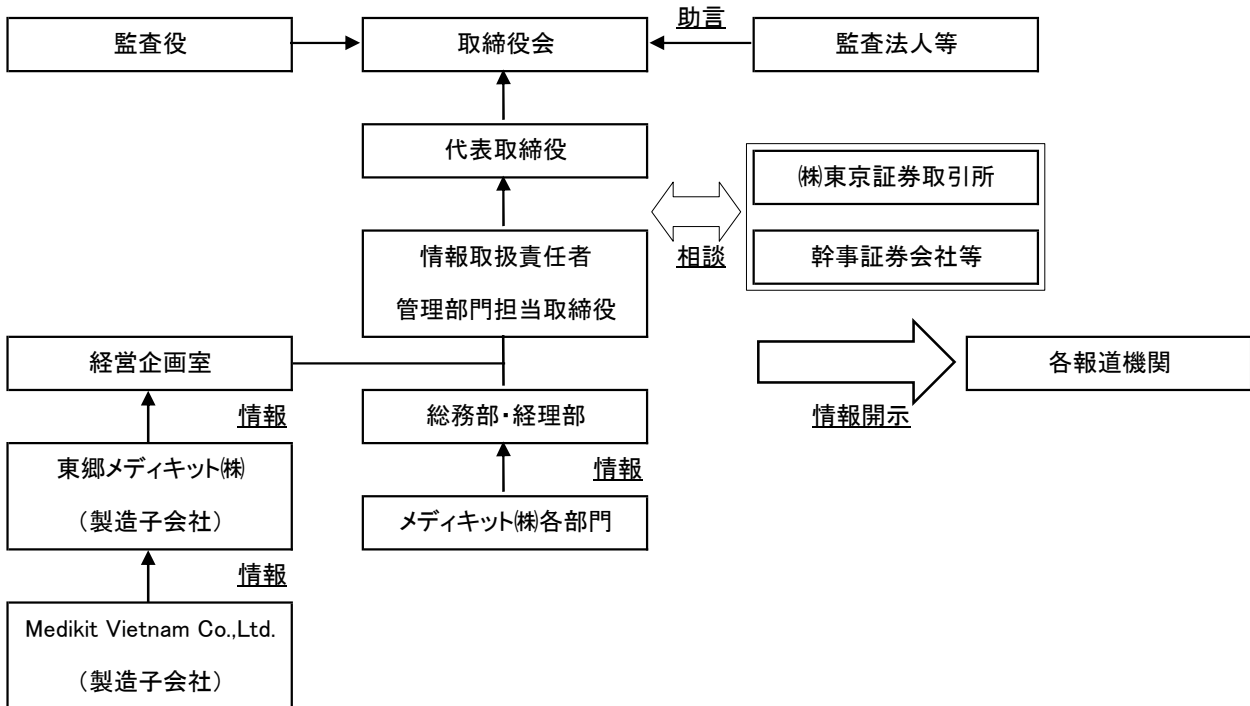 助言
監査役
取締役会
監査法人等
代表取締役
㈱東京証券取引所
幹事証券会社等
相談
情報取扱責任者
管理部門担当取締役
経営企画室
各報道機関
情報開示
情報
総務部・経理部
東郷メディキット㈱
（製造子会社）
情報
メディキット㈱各部門
情報
Medikit Vietnam Co.,Ltd.
（製造子会社）